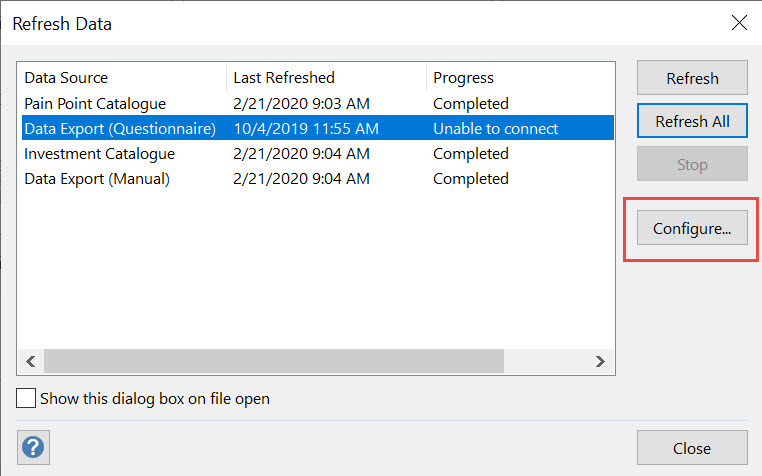 Refresh Data
Data Source Last Refreshed Progress
Pain Point Catalogue 2/21/2020 9:03 AM Completed
Data Export (Questionnaire) 10/4/2019 11:55 AM Unable to connect
Investment Catalogue 2/21/2020 9:04 AM Completed
Data Export (Manual) 2/21/2020 9:04 AM Completed
Refresh
Refresh All
Stop
Configure...
Show this dialog box on file open
?
Close